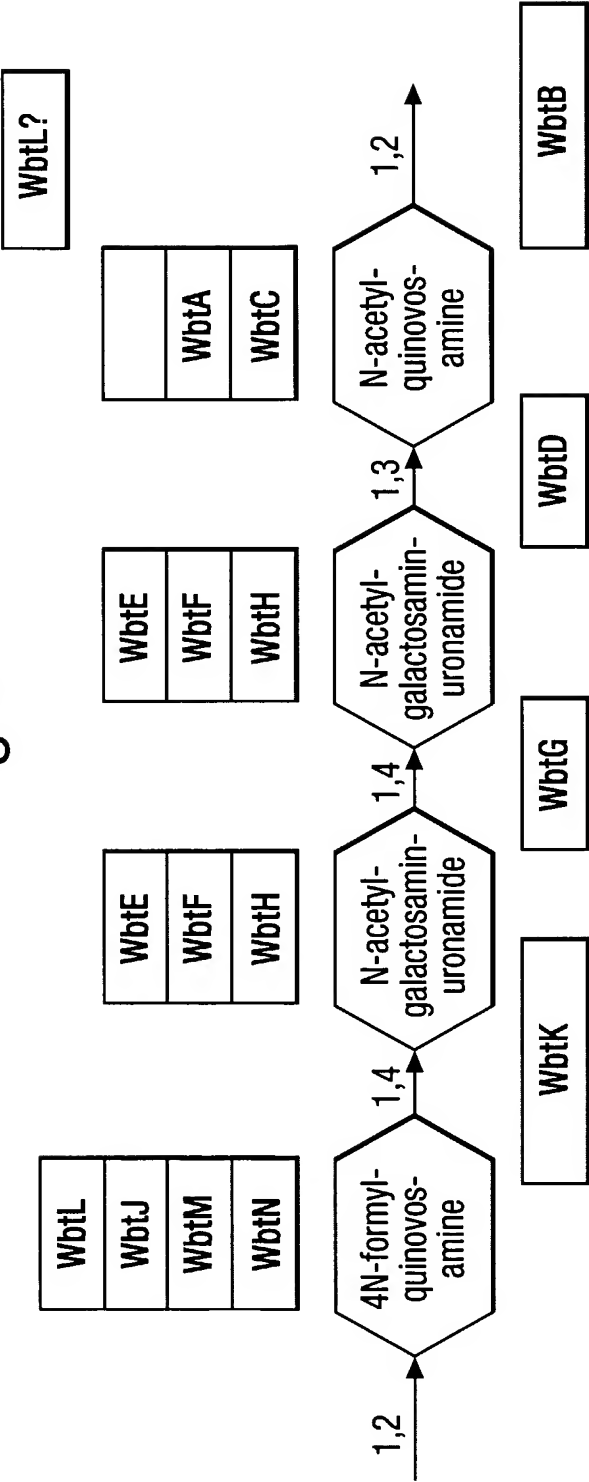 WbtL?
WbtL
WbtJ
WbtM
WbtN
WbtE
WbtF
WbtH
WbtE
WbtF
WbtH
WbtA
WbtC
1,2
4N-formyl-
quinovos-
amine
1,4
N-acetyl-
galactosamin-
uronamide
1,4
N-acetyl-
galactosamin-
uronamide
1,3
N-acetyl-
quinovos-
amine
1,2
WbtK
WbtG
WbtD
WbtB